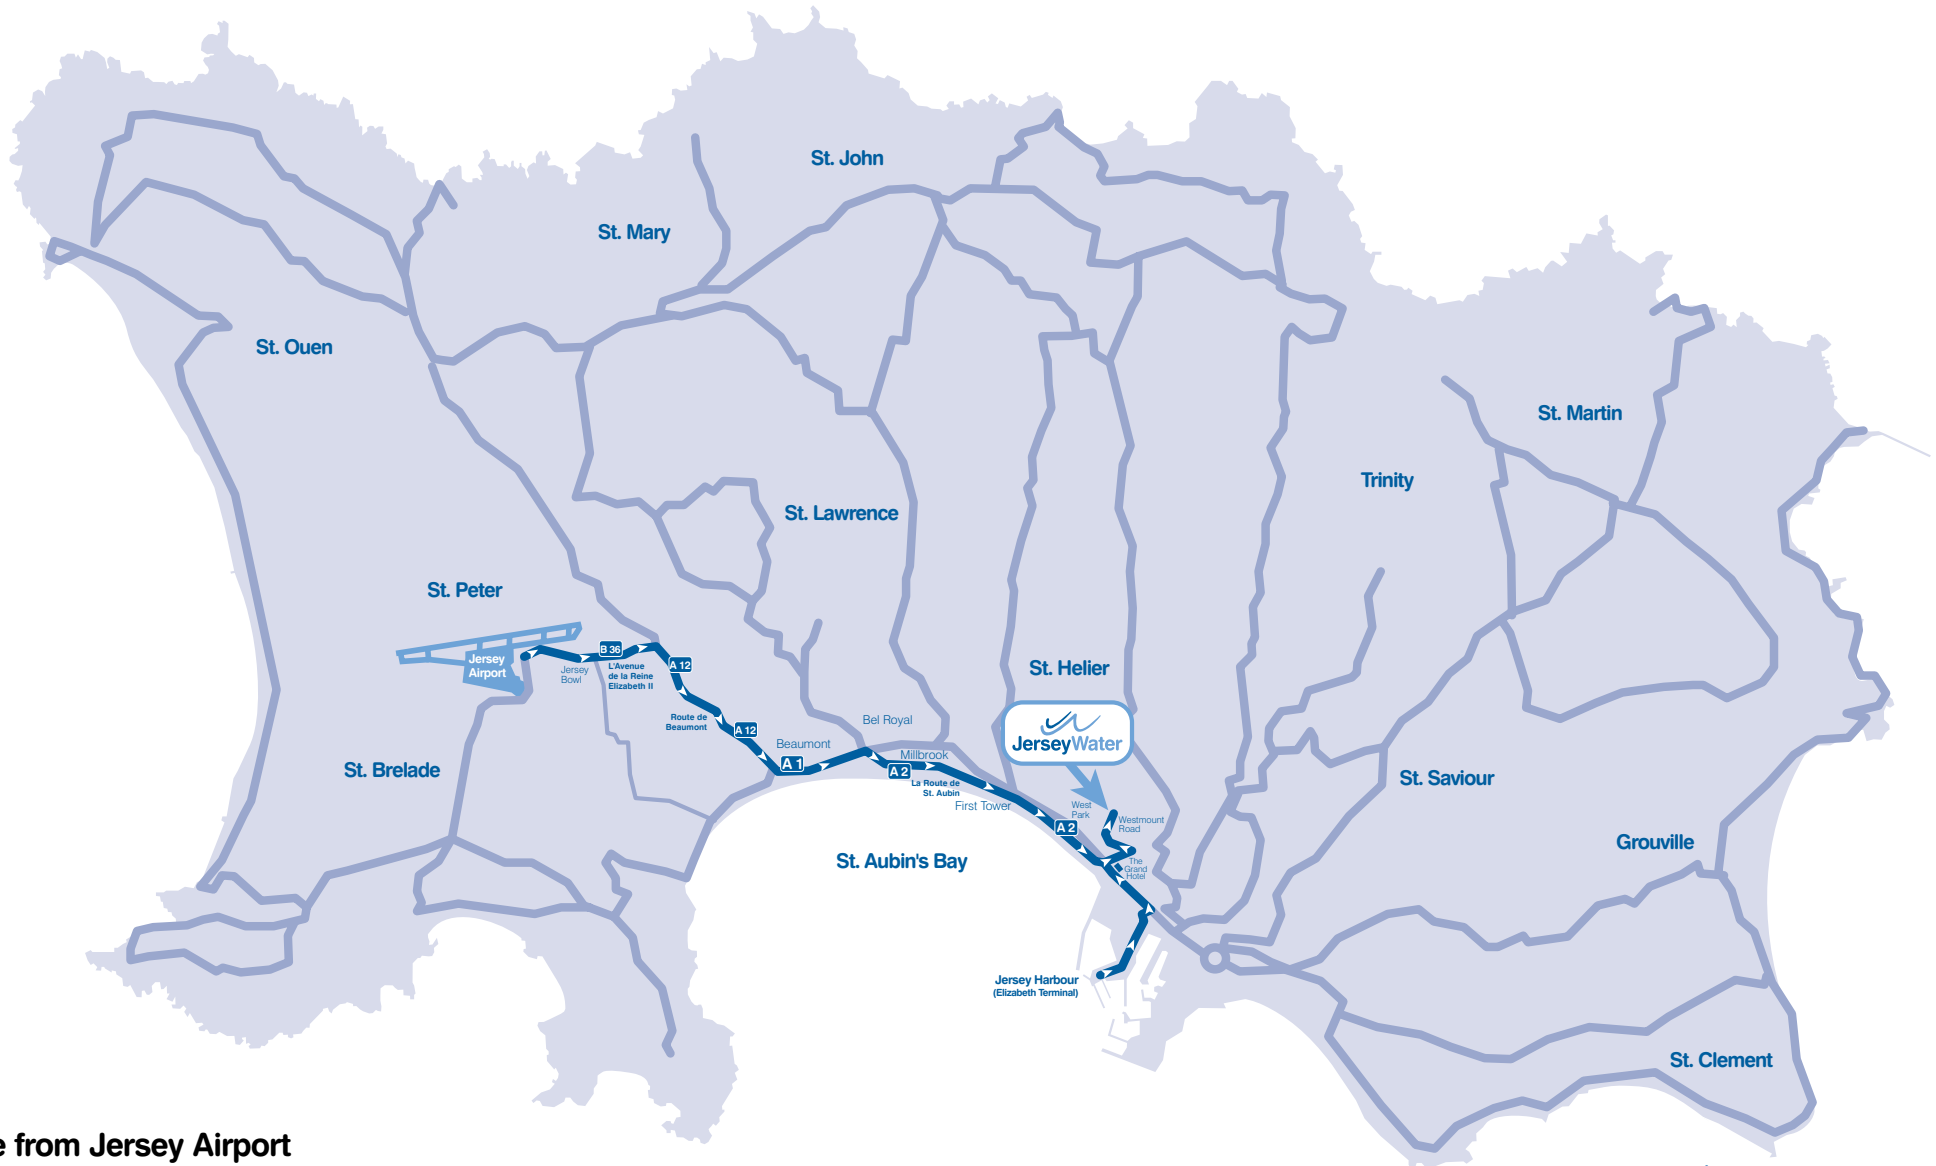 St. John
St. Mary
St. Ouen
St. Martin
Trinity
St. Lawrence
St. Peter
B 36
Jersey
Airport
Jersey
Bowl
L'Avenue
de la Reine
Elizabeth II
A 12
St. Helier
Route de
Beaumont
A 12
Bel Royal
Beaumont
JerseyWater
Millbrook
A 1
A 2
St. Brelade
La Route de
St. Aubin
St. Saviour
First Tower
West
Park
A 2
Westmount
Road
Grouville
St. Aubin's Bay
The
Grand
Hotel
Jersey Harbour
(Elizabeth Terminal)
St. Clement
from Jersey Airport